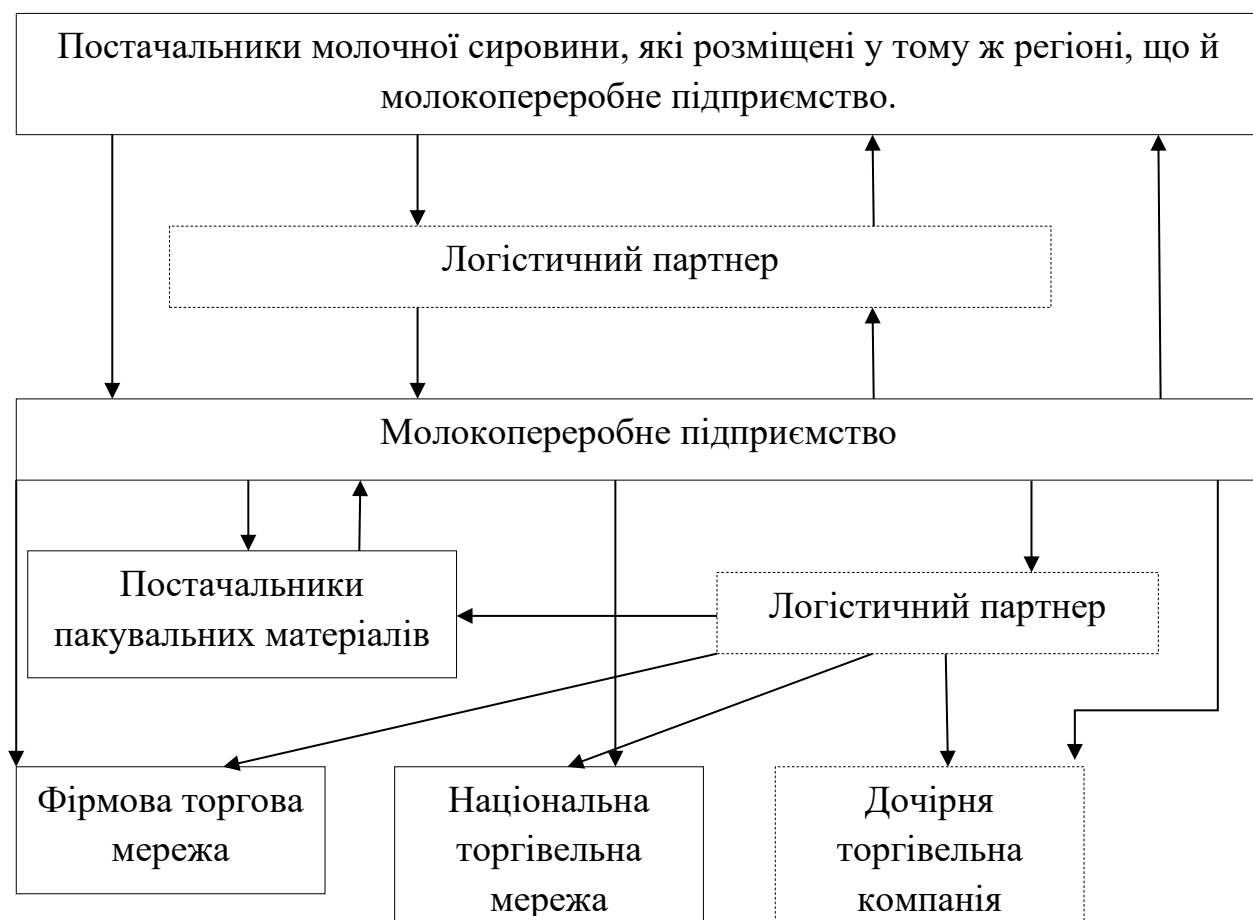 Постачальники молочної сировини, які розміщені у тому ж регіоні, що й
молокопереробне підприємство.
Логістичний партнер
Молокопереробне підприємство
Постачальники
пакувальних матеріалів
Логістичний партнер
Фірмова торгова
мережа
Національна
торгівельна
мережа
Дочірня
торгівельна
компанія